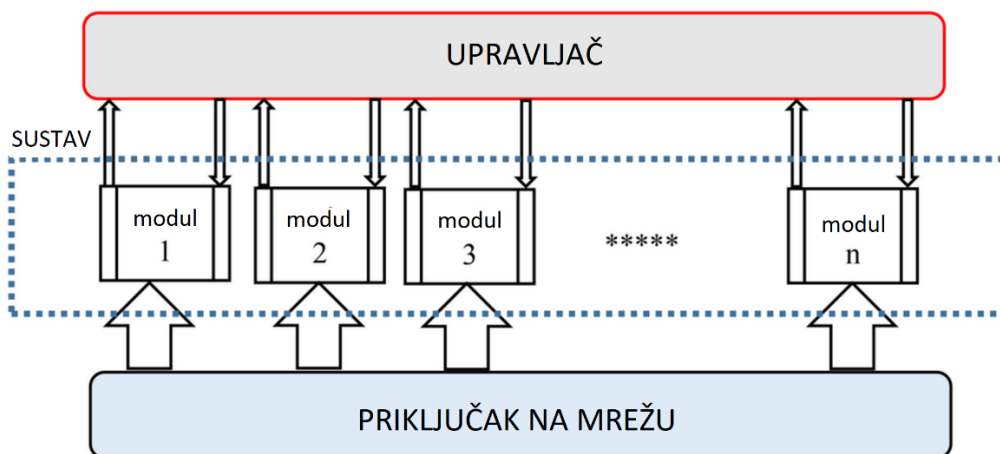 UPRAVLJAČ
SUSTAV
modul
1
modul
2
modul
3
*****
modul
n
PRIKLJUČAK NA MREŽU